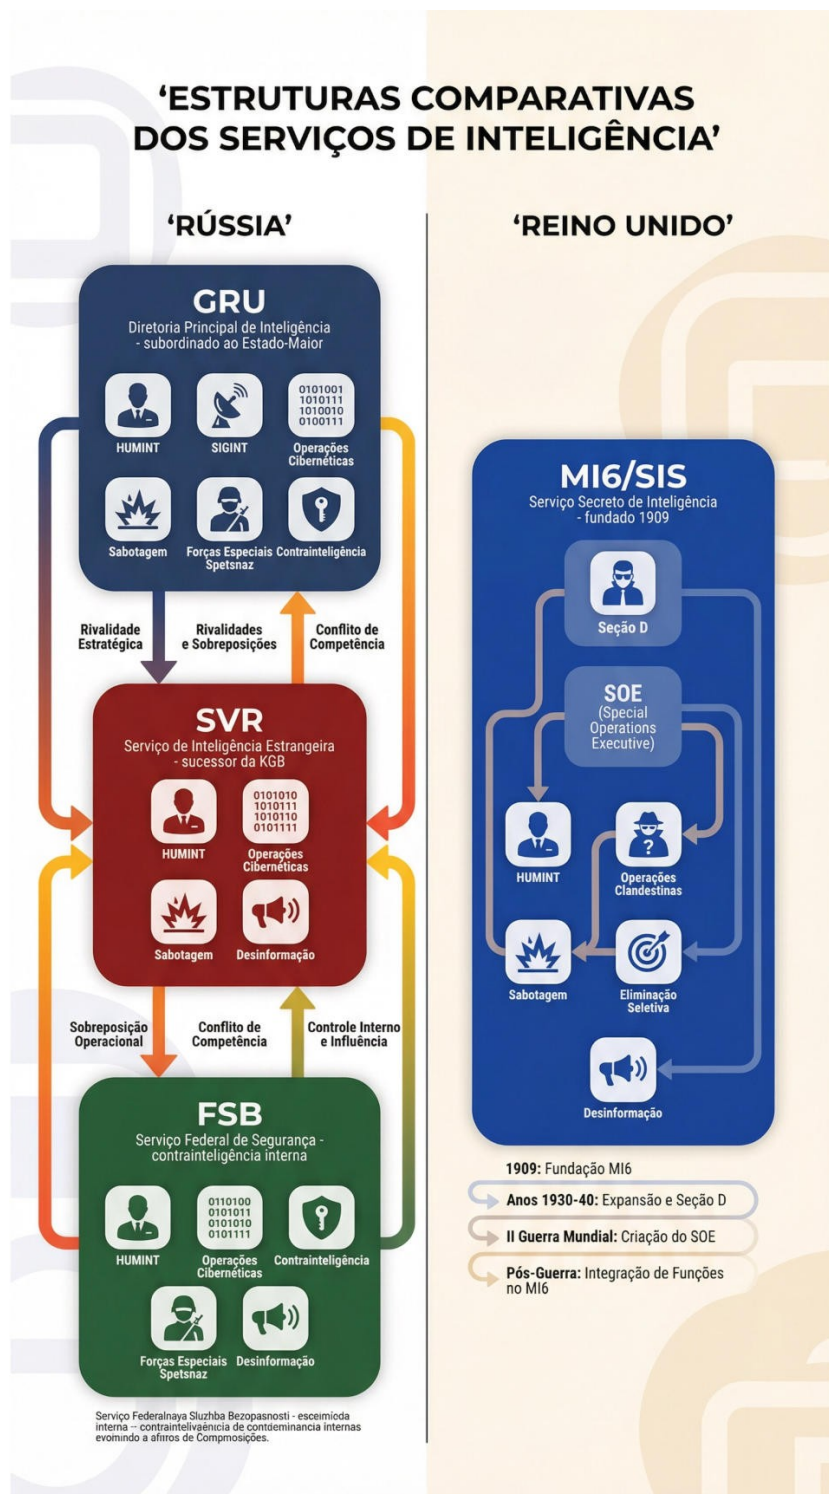 ‘ESTRUTURAS COMPARATIVAS
DOS SERVIÇOS DE INTELIGÊNCIA’
‘RÚSSIA’
GRU
Diretoria Principal de Inteligência
- subordinado ao Estado-Maior
HUMINT
SIGINT
0101001
1010111
1010010
0100111
Operações
Cibernéticas
Sabotagem
Forças Especiais
Spetsnaz
Contrainteligência
Rivalidade
Estratégica
Rivalidades
e Sobreposições
Conflito de
Competência
SVR
Serviço de Inteligência Estrangeira
- sucessor da KGB
HUMINT
0101010
1010111
1010110
0101111
Operações
Cibernéticas
Sabotagem
Desinformação
Sobreposição
Operacional
Conflito de
Competência
Controle Interno
e Influência
FSB
Serviço Federal de Segurança -
contrainteligência interna
HUMINT
0110100
0101011
0101010
0101111
Operações
Cibernéticas
Contrainteligência
Forças Especiais
Spetsnaz
Desinformação
Serviço Federalnaya Sluzhba Bezopasnosti -
interna – de internas
a de
‘REINO UNIDO’
MI6/SIS
Serviço Secreto de Inteligência
- fundado 1909
Seção D
SOE
(Special
Operations
Executive)
HUMINT
?
Operações
Clandestinas
Sabotagem
Eliminação
Seletiva
Desinformação
1909: Fundação MI6
Anos 1930-40: Expansão e Seção D
II Guerra Mundial: Criação do SOE
Pós-Guerra: Integração de Funções
no MI6